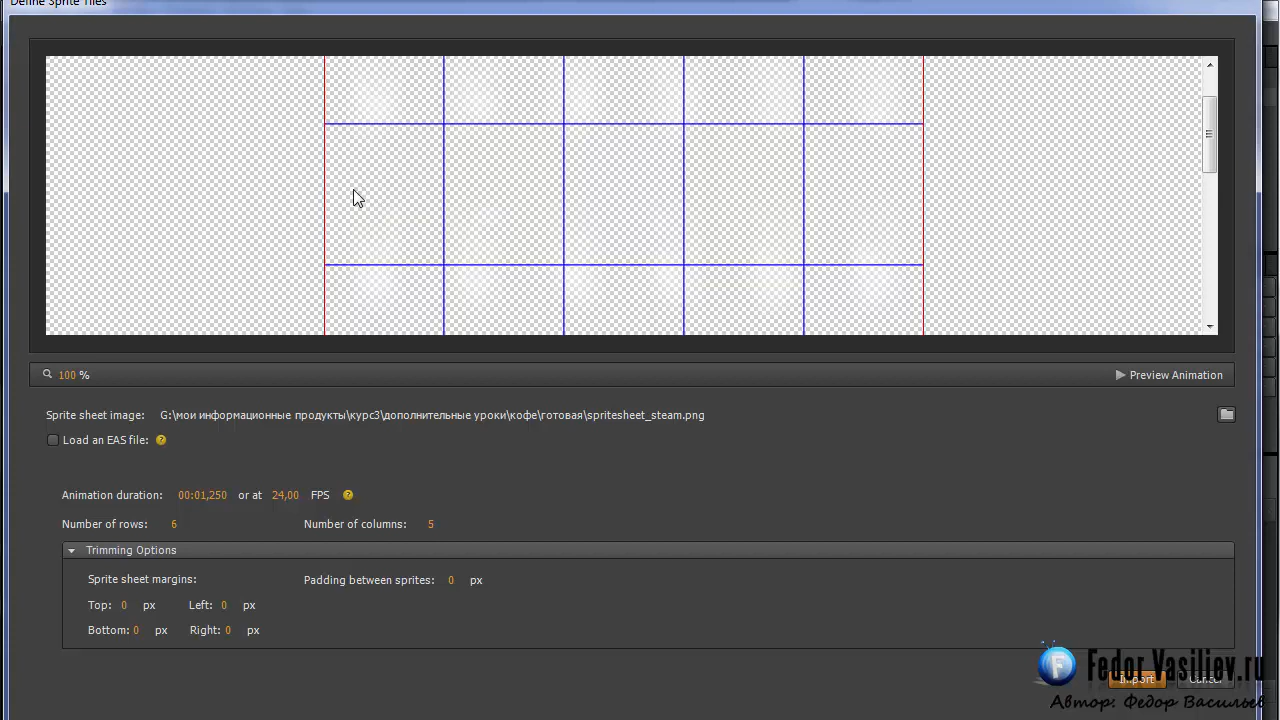 Define Sprite Tiles
100 %
Preview Animation
Sprite sheet image: G:\мои информационные продукты\курс3\дополнительные уроки\кофе\готовая\spritesheet_steam.png
Load an EAS file: ?
Animation duration: 00:01,250 or at 24,00 FPS ?
Number of rows: 6 Number of columns: 5
Trimming Options
Sprite sheet margins: Padding between sprites: 0 px
Top: 0 px Left: 0 px
Bottom: 0 px Right: 0 px
Fedor Vasiliev.ru
Import Cancel
Автор: Федор Васильев